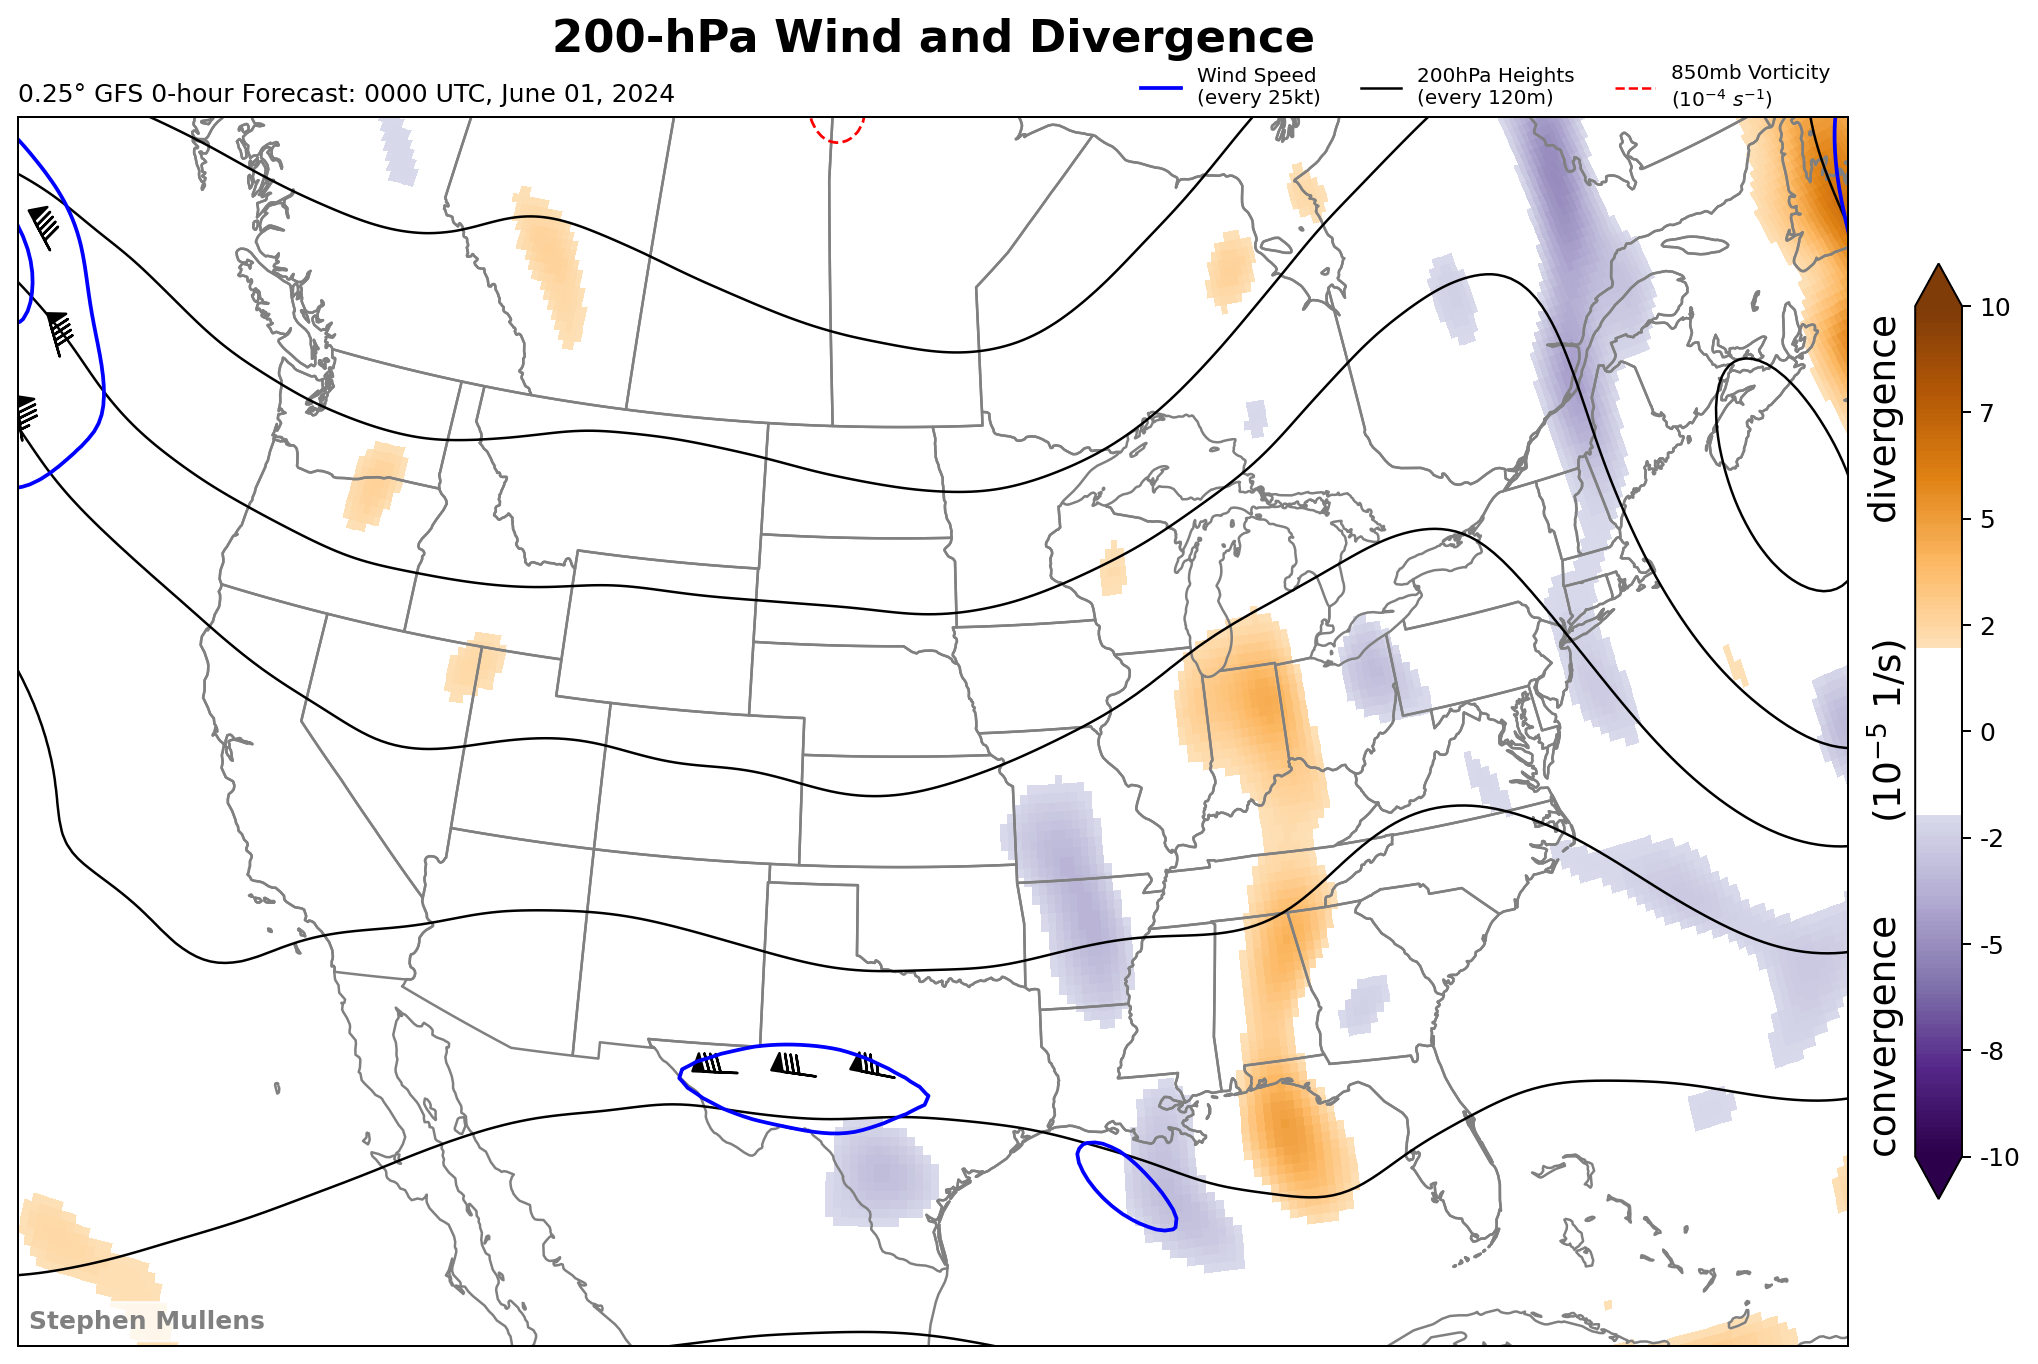 200-hPa Wind and Divergence
0.25° GFS 0-hour Forecast: 0000 UTC, June 01, 2024
Wind Speed
(every 25kt)
200hPa Heights
(every 120m)
850mb Vorticity
(10⁻⁴ s⁻¹)
10
7
5
2
0
-2
-5
-8
-10
convergence (10⁻⁵ 1/s) divergence
Stephen Mullens